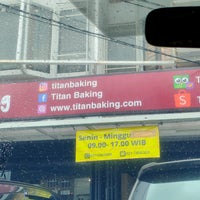 titanbaking
Titan Baking
www.titanbaking.com
g
T
S
Senin - Minggu
09.00- 17.00 WIB